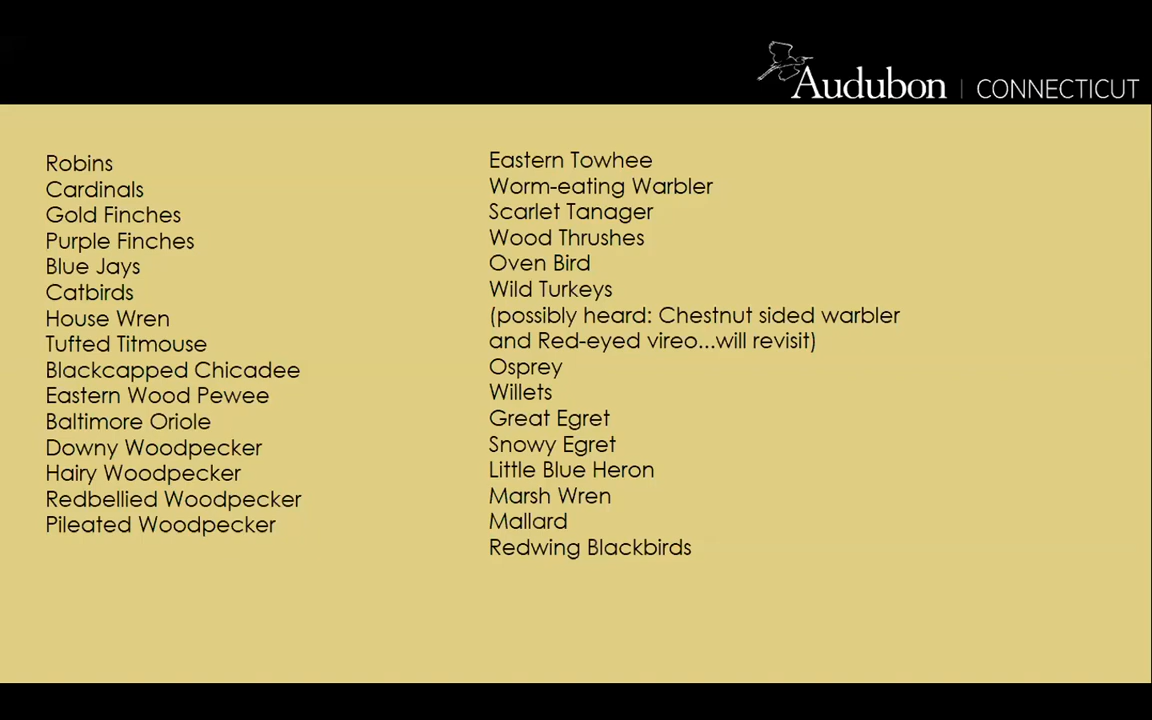 Audubon | CONNECTICUT
Robins
Cardinals
Gold Finches
Purple Finches
Blue Jays
Catbirds
House Wren
Tufted Titmouse
Blackcapped Chicadee
Eastern Wood Pewee
Baltimore Oriole
Downy Woodpecker
Hairy Woodpecker
Redbellied Woodpecker
Pileated Woodpecker
Eastern Towhee
Worm-eating Warbler
Scarlet Tanager
Wood Thrushes
Oven Bird
Wild Turkeys
(possibly heard: Chestnut sided warbler
and Red-eyed vireo...will revisit)
Osprey
Willets
Great Egret
Snowy Egret
Little Blue Heron
Marsh Wren
Mallard
Redwing Blackbirds